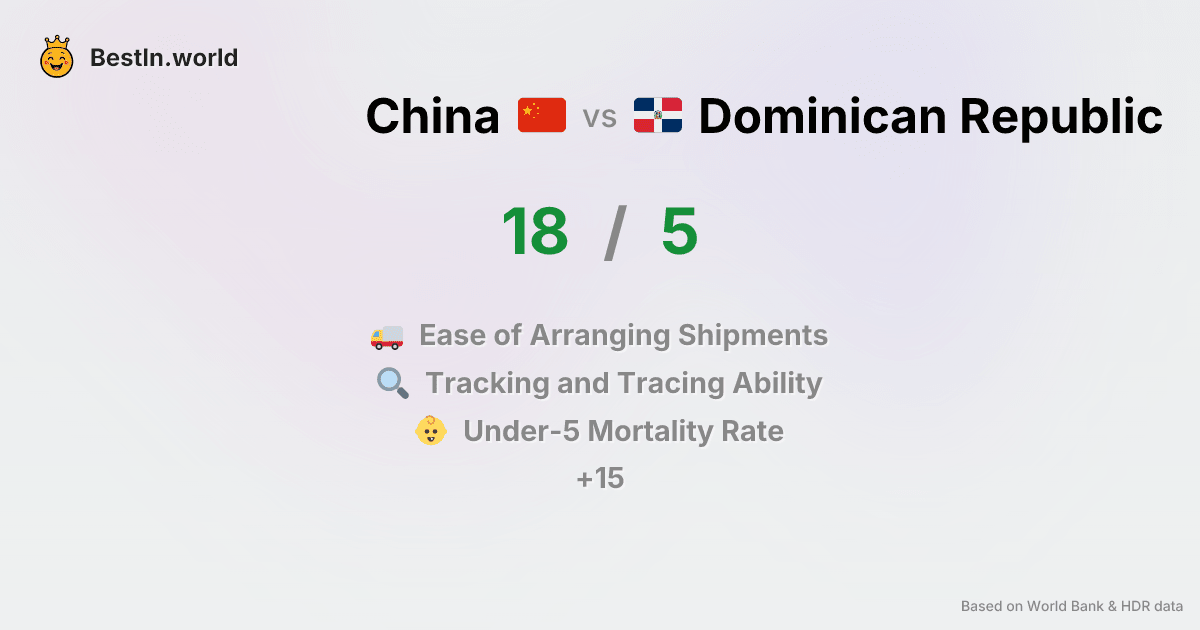 BestIn.world
China vs Dominican Republic
18 / 5
Ease of Arranging Shipments
Tracking and Tracing Ability
Under-5 Mortality Rate
+15
Based on World Bank & HDR data